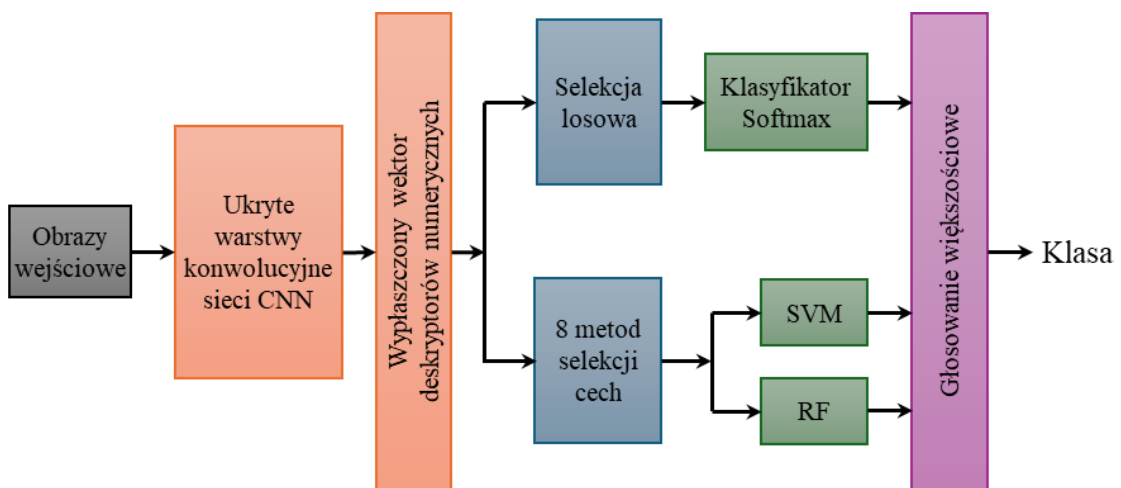 Obrazy
wejściowe
Ukryte
warstwy
konwolucyjne
sieci CNN
Wypłaszczony wektor
deskryptorów numerycznych
Selekcja
losowa
Klasyfikator
Softmax
8 metod
selekcji
cech
SVM
RF
Głosowanie większościowe
Klasa